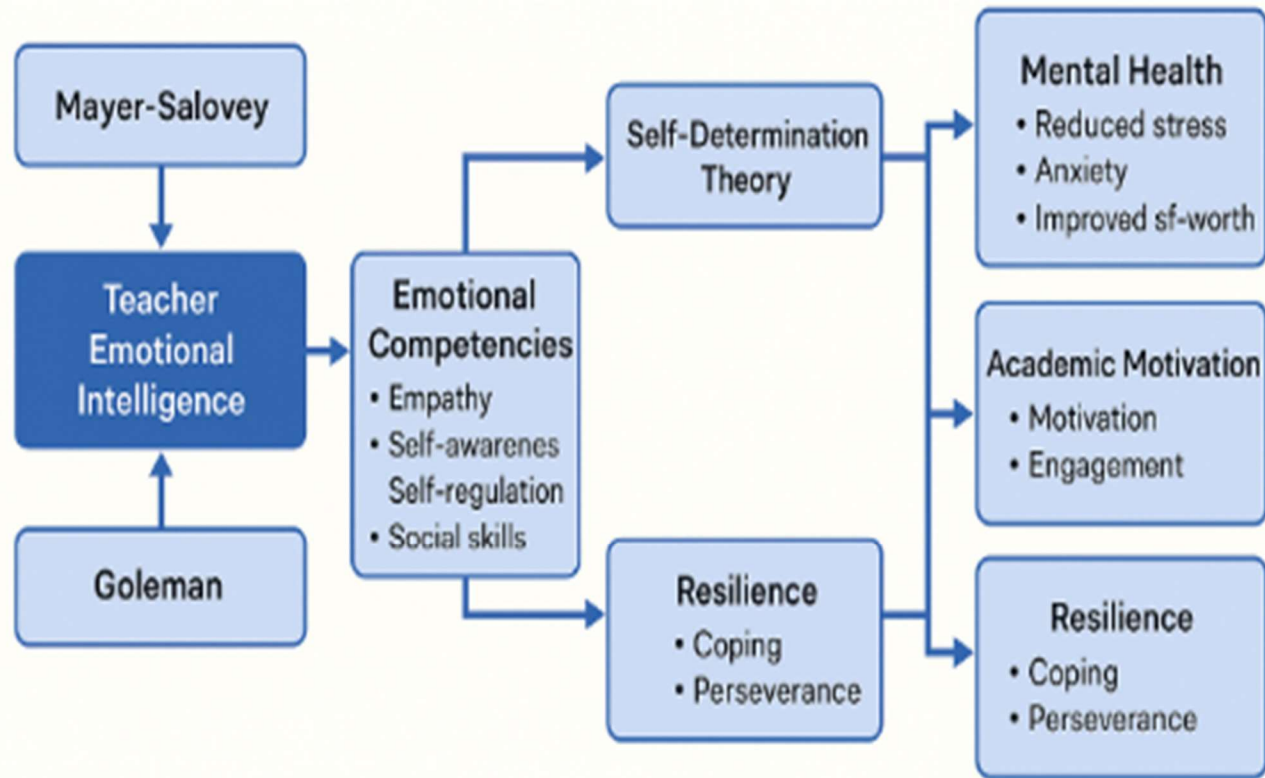 Mayer-Salovey
Teacher
Emotional
Intelligence
Goleman
Emotional
Competencies
• Empathy
• Self-awarenes
Self-regulation
• Social skills
Self-Determination
Theory
Resilience
• Coping
• Perseverance
Mental Health
• Reduced stress
• Anxiety
• Improved sf-worth
Academic Motivation
• Motivation
• Engagement
Resilience
• Coping
• Perseverance